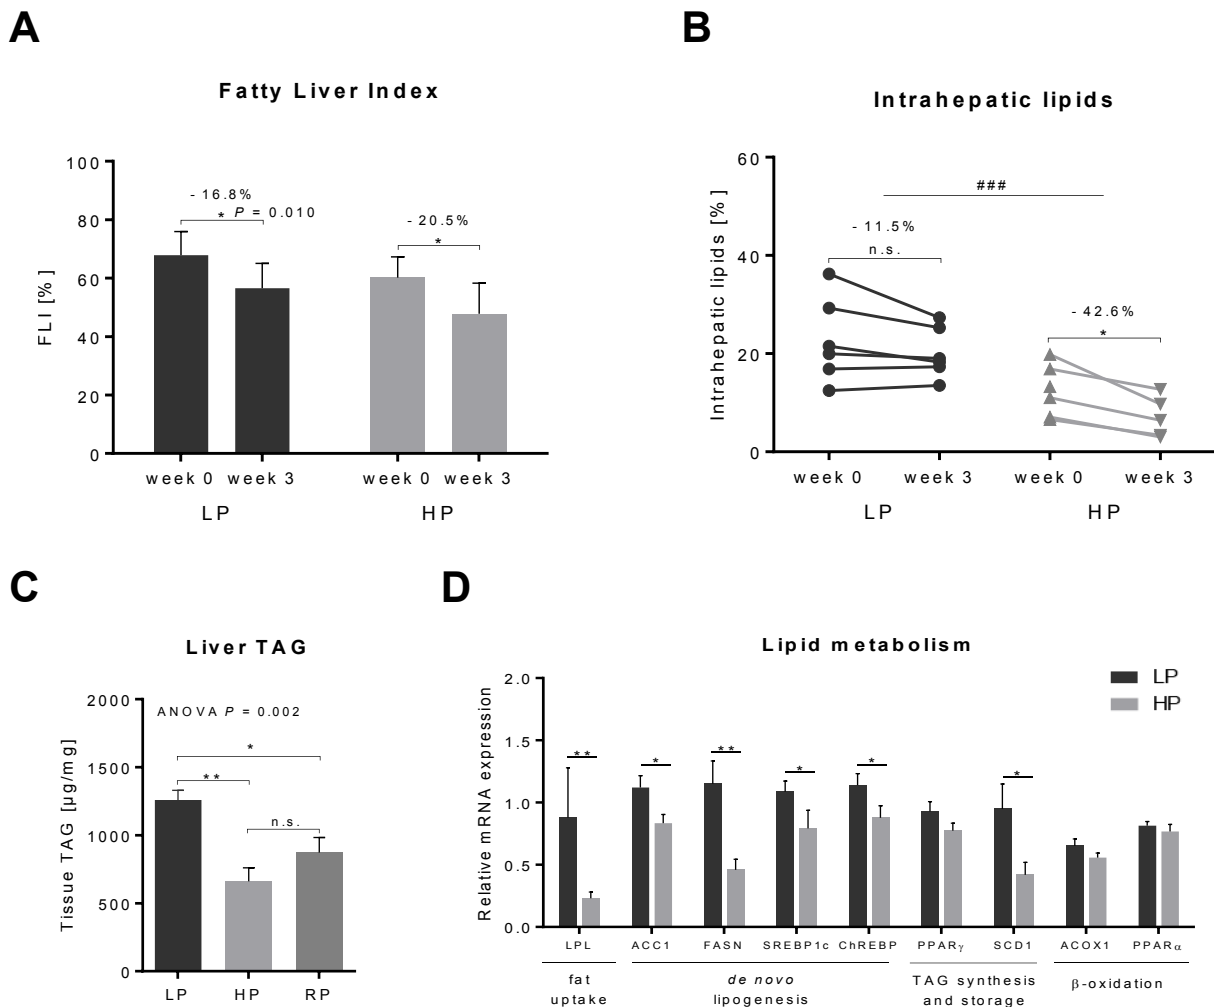 A
Fatty Liver Index
FLI [%]
100
80
60
40
20
0
- 16.8%
* P = 0.010
- 20.5%
*
week 0 week 3 week 0 week 3
LP HP
B
Intrahepatic lipids
Intrahepatic lipids [%]
60
40
20
0
###
- 11.5%
n.s.
- 42.6%
*
week 0 week 3 week 0 week 3
LP HP
C
Liver TAG
Tissue TAG [µg/mg]
2000
1500
1000
500
0
ANOVA P = 0.002
*
**
n.s.
LP HP RP
D
Lipid metabolism
Relative mRNA expression
2.0
1.5
1.0
0.5
0.0
LP
HP
** * ** * * *
LPL ACC1 FASN SREBP1c ChREBP PPARγ SCD1 ACOX1 PPARα
fat
uptake
de novo
lipogenesis
TAG synthesis
and storage
β-oxidation